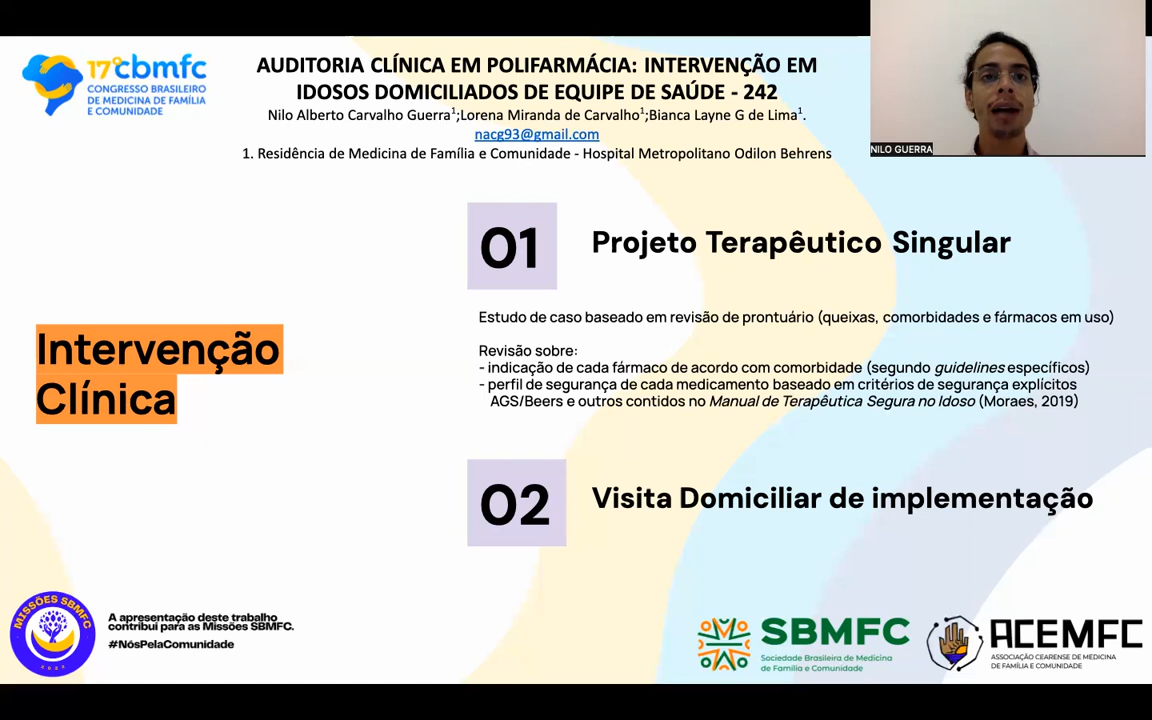 17º cbmfc
CONGRESSO BRASILEIRO
DE MEDICINA DE FAMÍLIA
E COMUNIDADE
AUDITORIA CLÍNICA EM POLIFARMÁCIA: INTERVENÇÃO EM
IDOSOS DOMICILIADOS DE EQUIPE DE SAÚDE - 242
Nilo Alberto Carvalho Guerra¹;Lorena Miranda de Carvalho¹;Bianca Layne G de Lima¹.
nacg93@gmail.com
1. Residência de Medicina de Família e Comunidade - Hospital Metropolitano Odilon Behrens
NILO GUERRA
01
Projeto Terapêutico Singular
Estudo de caso baseado em revisão de prontuário (queixas, comorbidades e fármacos em uso)
Revisão sobre:
- indicação de cada fármaco de acordo com comorbidade (segundo guidelines específicos)
- perfil de segurança de cada medicamento baseado em critérios de segurança explícitos
AGS/Beers e outros contidos no Manual de Terapêutica Segura no Idoso (Moraes, 2019)
Intervenção
Clínica
02
Visita Domiciliar de implementação
MISSÕES SBMFC
A apresentação deste trabalho
contribui para as Missões SBMFC.
#NósPelaComunidade
SBMFC
Sociedade Brasileira de Medicina
de Família e Comunidade
ACEMFC
ASSOCIAÇÃO CEARENSE DE MEDICINA
DE FAMÍLIA E COMUNIDADE